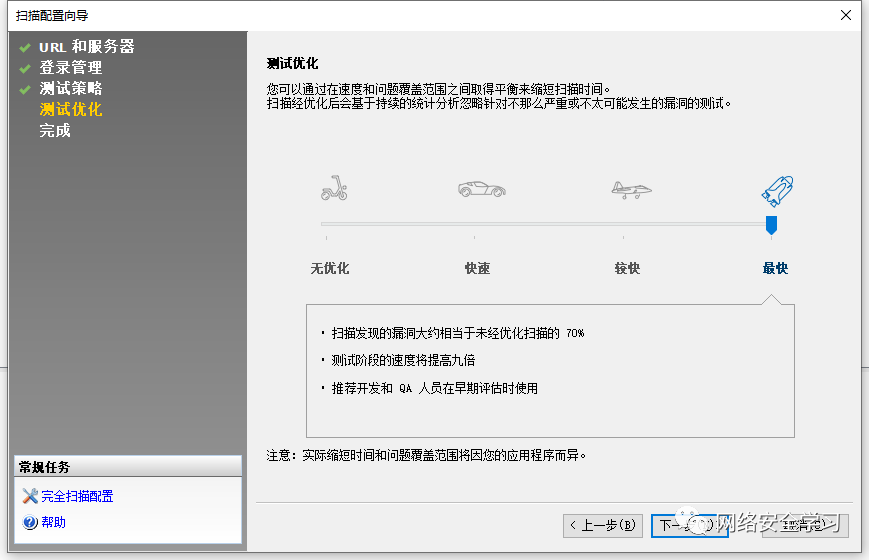 扫描配置向导
URL 和服务器
登录管理
测试策略
测试优化
完成
常规任务
完全扫描配置
帮助
测试优化
您可以通过在速度和问题覆盖范围之间取得平衡来缩短扫描时间。
扫描经优化后会基于持续的统计分析忽略针对不那么严重或不太可能发生的漏洞的测试。
无优化 快速 较快 最快
· 扫描发现的漏洞大约相当于未经优化扫描的 70%
· 测试阶段的速度将提高九倍
· 推荐开发和 QA 人员在早期评估时使用
注意：实际缩短时间和问题覆盖范围将因您的应用程序而异。
< 上一步(B)
下一
网络安全学习